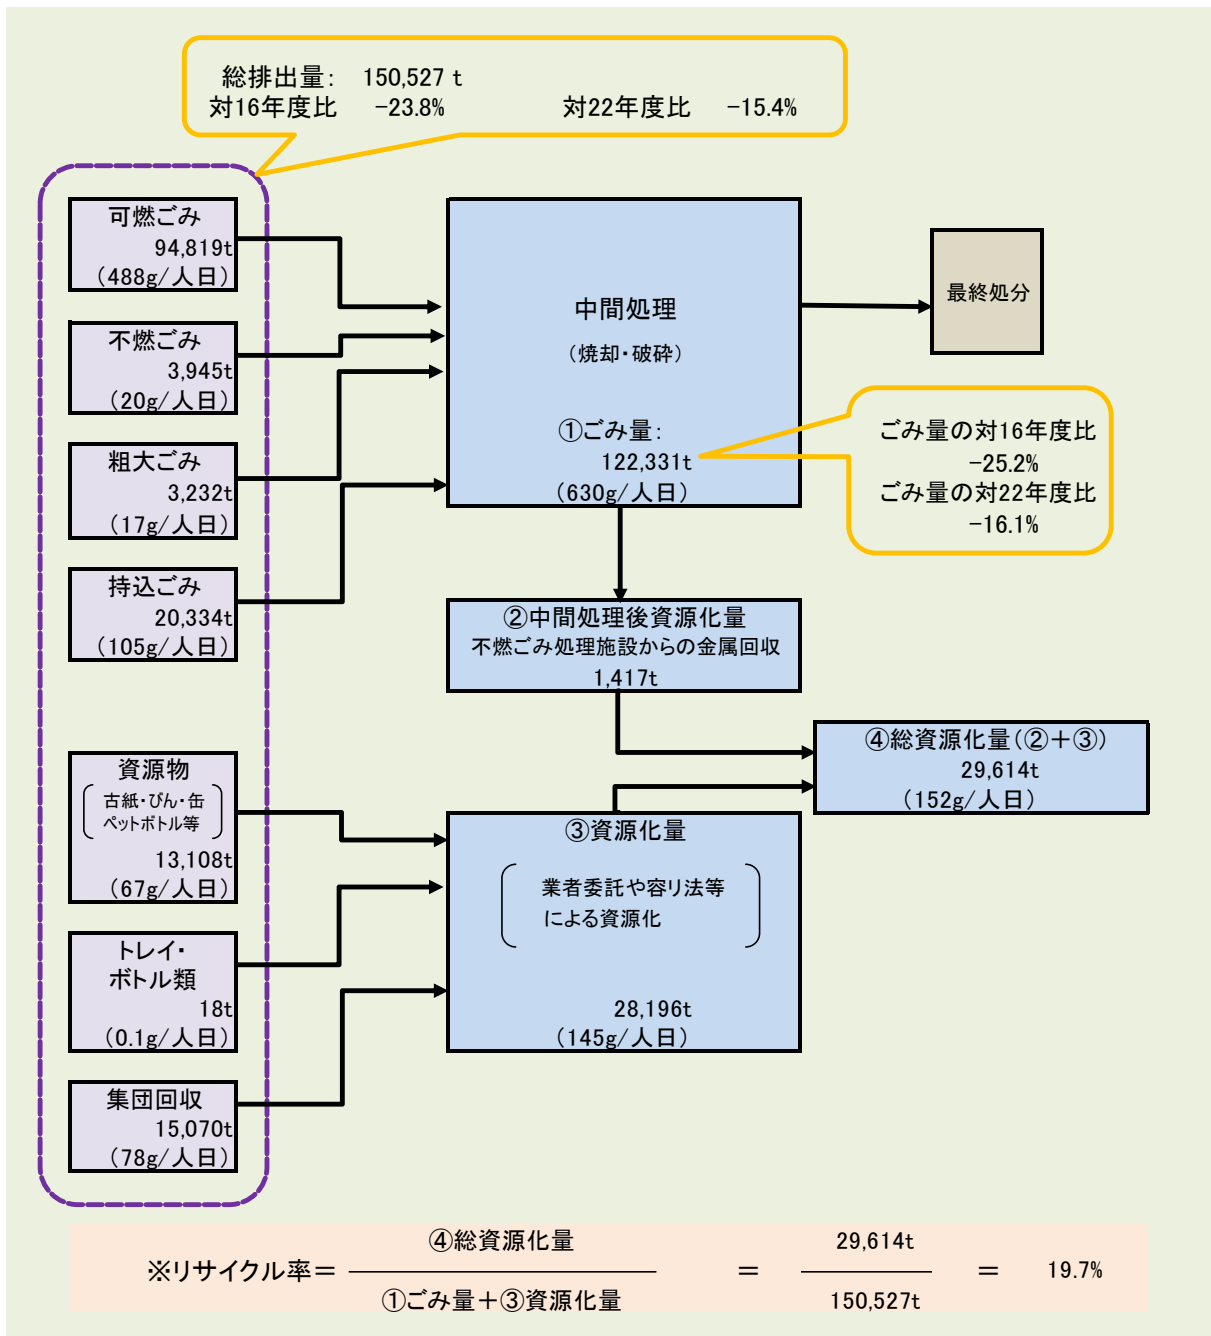 総排出量： 150,527 t
対16年度比 -23.8% 対22年度比 -15.4%
可燃ごみ
94,819t
（488g/人日）
不燃ごみ
3,945t
（20g/人日）
粗大ごみ
3,232t
（17g/人日）
持込ごみ
20,334t
（105g/人日）
資源物
古紙・びん・缶
ペットボトル等
13,108t
（67g/人日）
トレイ・
ボトル類
18t
（0.1g/人日）
集団回収
15,070t
（78g/人日）
中間処理
（焼却・破砕）
①ごみ量：
122,331t
（630g/人日）
最終処分
ごみ量の対16年度比
-25.2%
ごみ量の対22年度比
-16.1%
②中間処理後資源化量
不燃ごみ処理施設からの金属回収
1,417t
④総資源化量（②＋③）
29,614t
（152g/人日）
③資源化量
業者委託や容リ法等
による資源化
28,196t
（145g/人日）
※リサイクル率＝ ④総資源化量 ＝ 29,614t ＝ 19.7%
①ごみ量＋③資源化量 150,527t